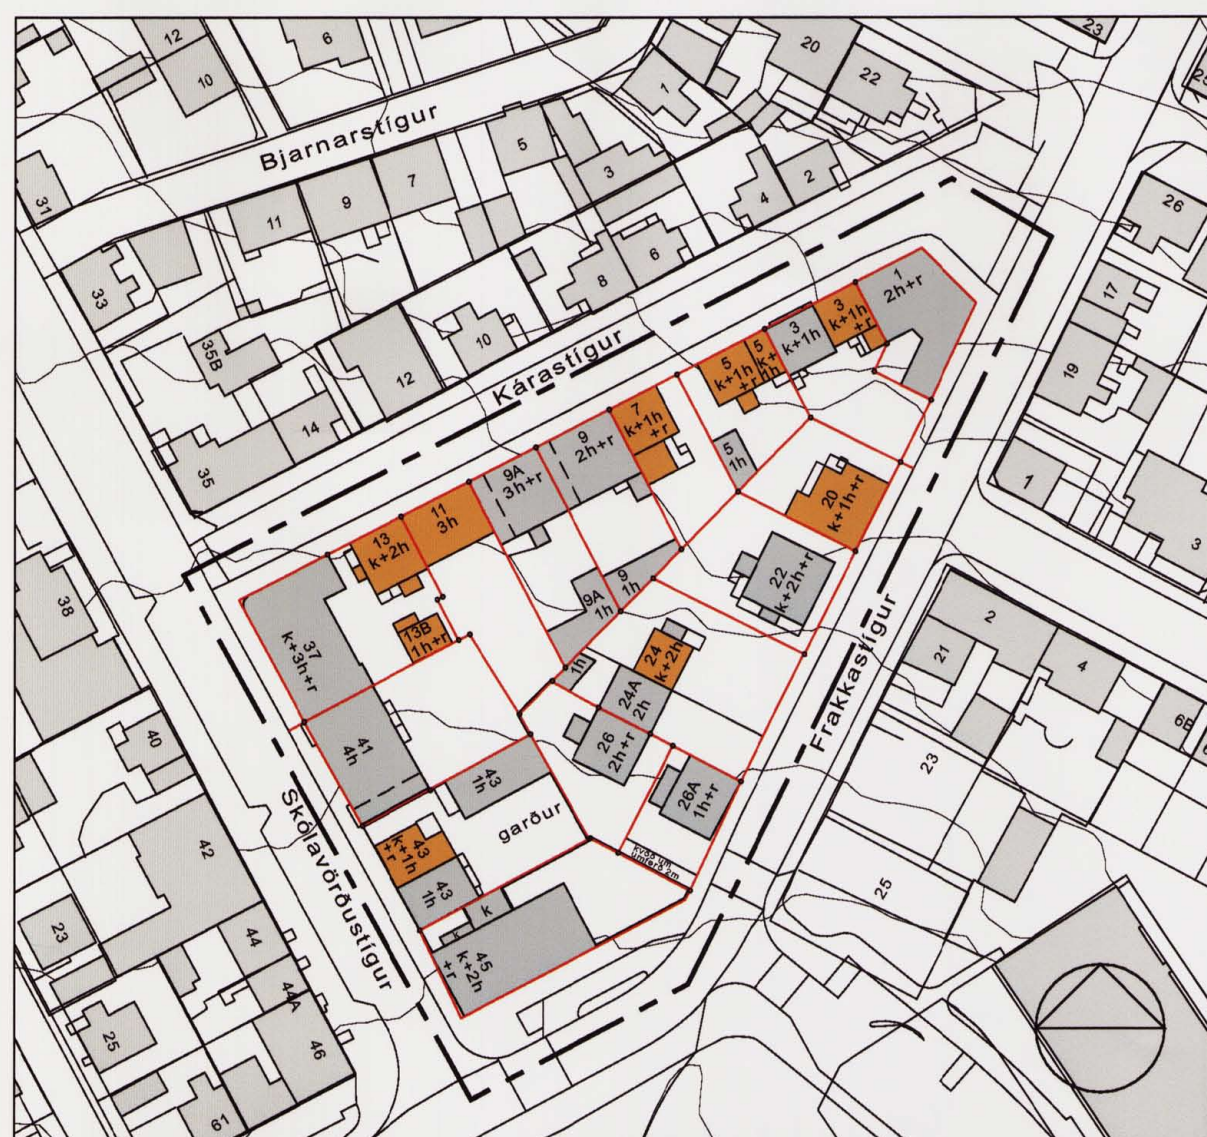 12
6
10
20
22
23
1
5
3
Bjarnarstígur
7
9
11
31
4
2
26
8
6
33
17
1
2h+r
3
k+1h
+r
3
k+1h
5
k+
1h
5
k+1h
+r
35B
10
12
Kárastígur
14
35
19
7
k+1h
+r
5
1h
9
2h+r
9A
3h+r
11
3h
13
k+2h
20
k+1h+r
1
3
22
k+2h+r
9
1h
9A
1h
38
13B
1h+r
37
k+3h+r
24
k+2h
1h
24A
2h
26
2h+r
2
21
4
6B
Frakkastígur
40
41
4h
43
1h
26A
1h+r
23
garður
Skólavörðustígur
42
43
k+1h
+r
43
1h
kvöð um
umferð 2m
25
k
k
45
k+2h
+r
23
44
44A
25
46
61